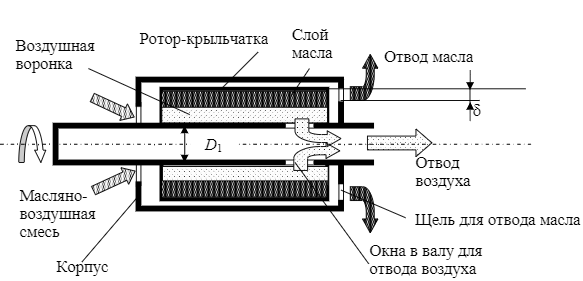 Воздушная
воронка
Ротор-крыльчатка
Слой
масла
Отвод масла
δ
D1
Отвод
воздуха
Масляно-
воздушная
смесь
Щель для отвода масла
Окна в валу для
отвода воздуха
Корпус